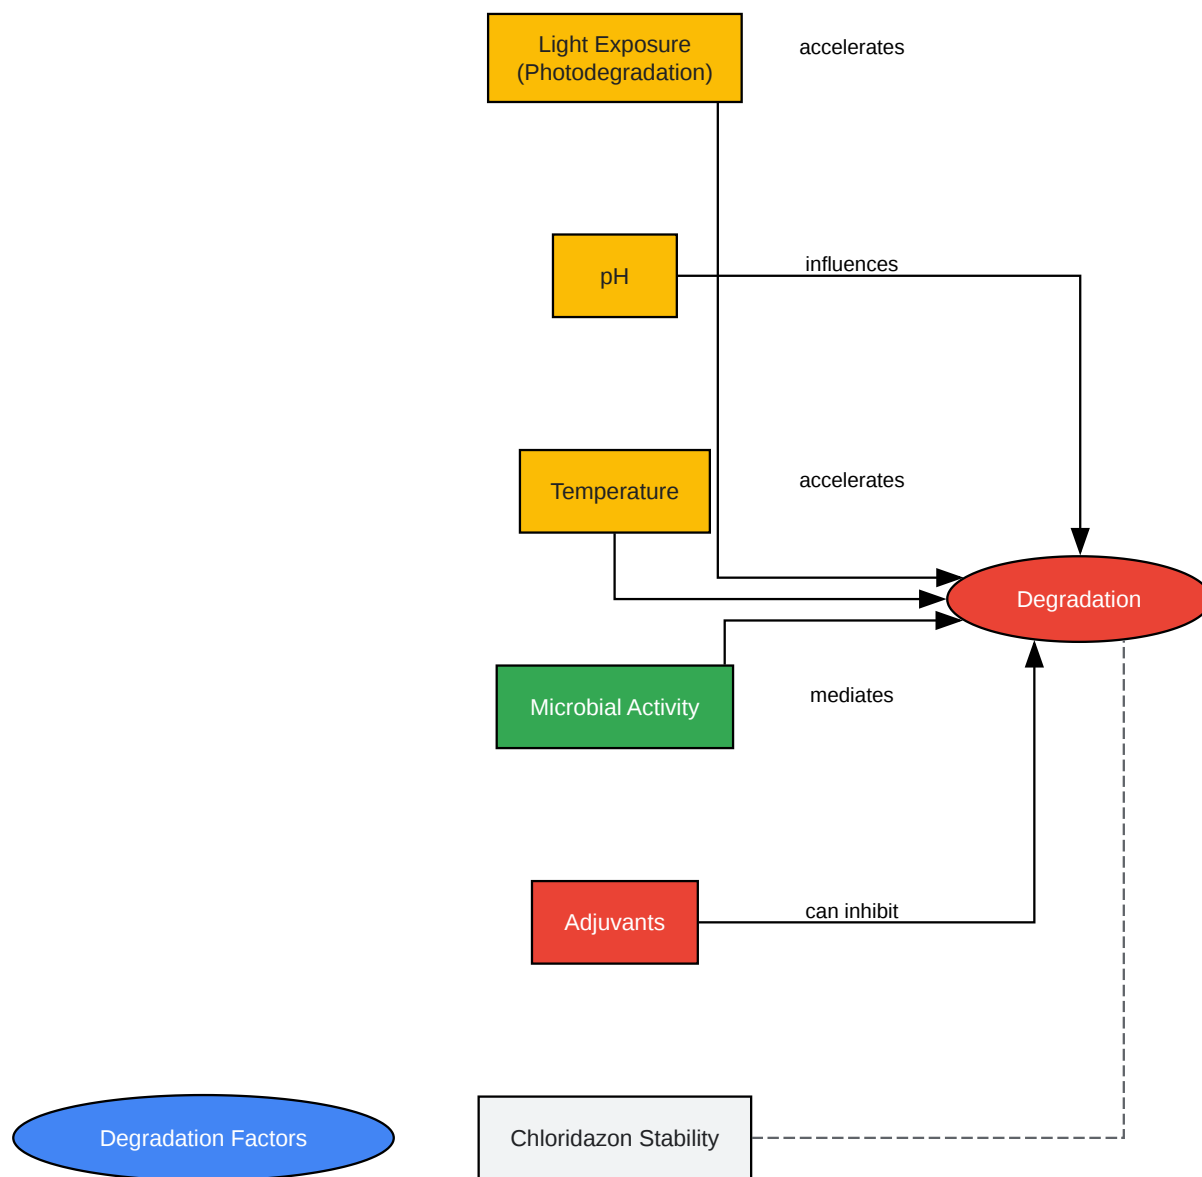 Light Exposure
(Photodegradation)
accelerates
pH
influences
Temperature
accelerates
Degradation
Microbial Activity
mediates
Adjuvants
can inhibit
Degradation Factors
Chloridazon Stability